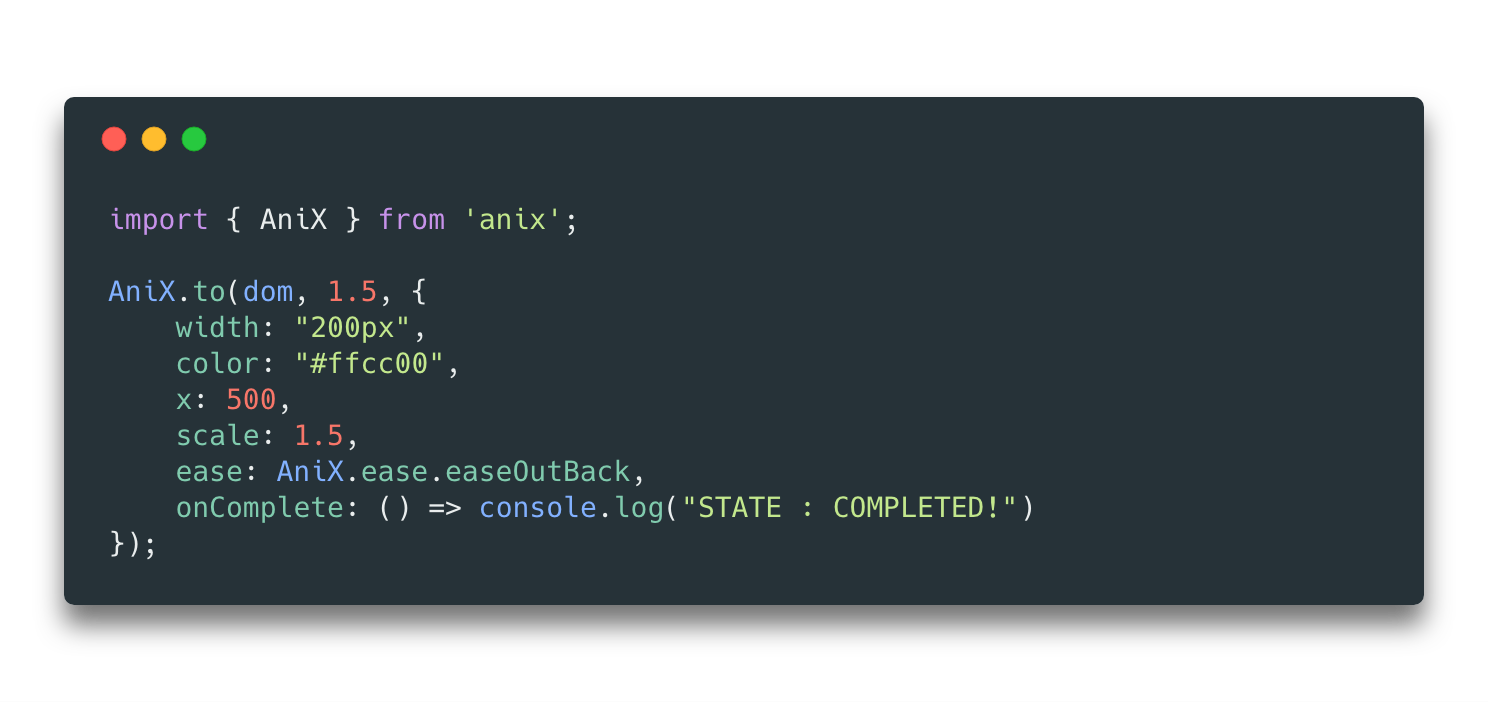 import { AniX } from 'anix';

AniX.to(dom, 1.5, {
    width: "200px",
    color: "#ffcc00",
    x: 500,
    scale: 1.5,
    ease: AniX.ease.easeOutBack,
    onComplete: () => console.log("STATE : COMPLETED!")
});